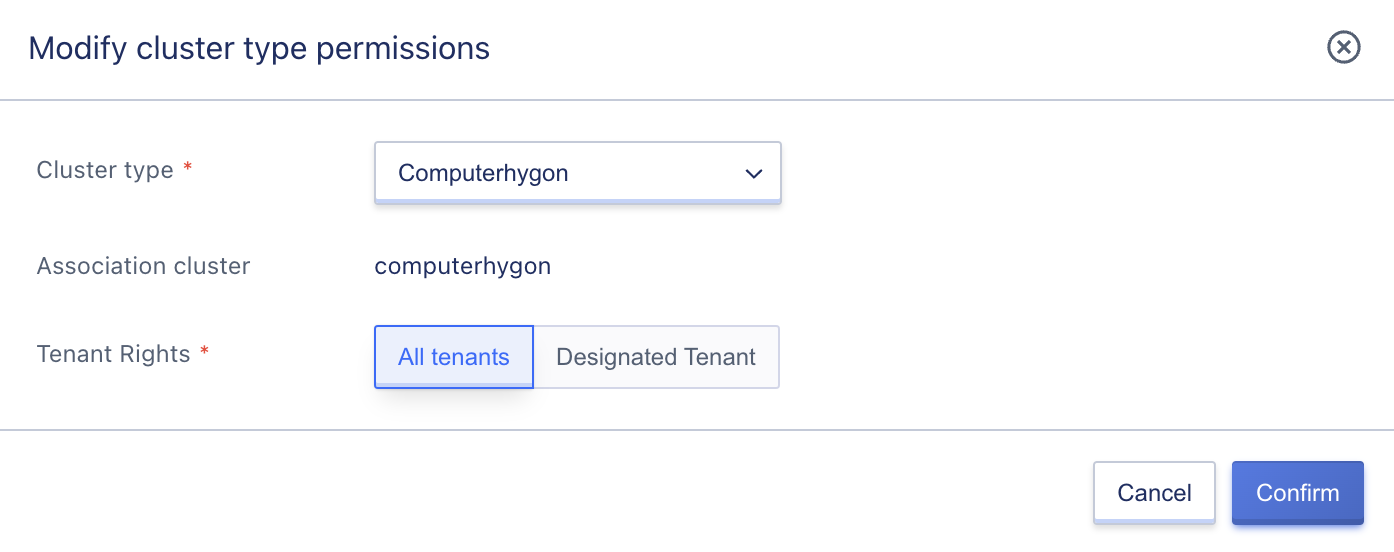 Modify cluster type permissions
Cluster type *
Computerhygon
Association cluster
computerhygon
Tenant Rights *
All tenants
Designated Tenant
Cancel
Confirm